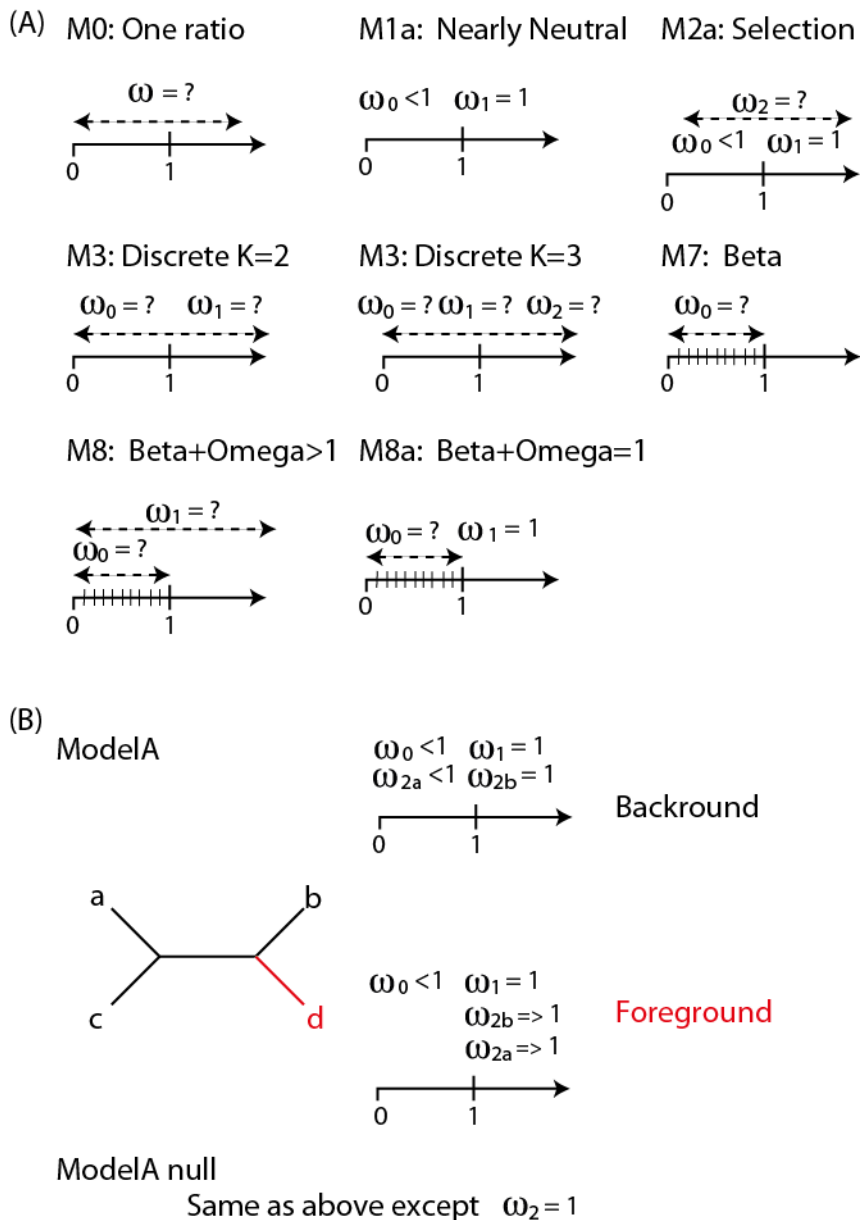 (A) M0: One ratio M1a: Nearly Neutral M2a: Selection
ω = ?
0 1
ω0 <1 ω1 = 1
0 1
ω2 = ?
ω0 <1 ω1 = 1
0 1
M3: Discrete K=2 M3: Discrete K=3 M7: Beta
ω0 = ? ω1 = ?
0 1
ω0 = ? ω1 = ? ω2 = ?
0 1
ω0 = ?
0 1
M8: Beta+Omega>1 M8a: Beta+Omega=1
ω1 = ?
ω0 = ?
0 1
ω0 = ? ω1 = 1
0 1
(B)
ModelA
ω0 <1 ω1 = 1
ω2a <1 ω2b = 1
Backround
0 1
a b
c d
ω0 <1 ω1 = 1
ω2b => 1
ω2a => 1
Foreground
0 1
ModelA null
Same as above except ω2 = 1